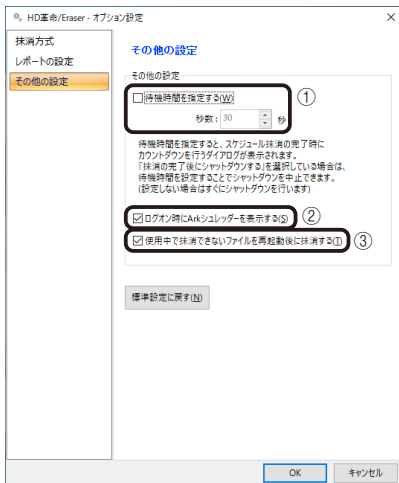 HD革命/Eraser - オプション設定
抹消方式
レポートの設定
その他の設定
その他の設定
その他の設定
待機時間を指定する(W)
①
秒数： 30 秒
待機時間を指定すると、スケジュール抹消の完了時に
カウントダウンを行うダイアログが表示されます。
「抹消の完了後にシャットダウンする」を選択している場合は、
待機時間を設定することでシャットダウンを中止できます。
(設定しない場合はすぐにシャットダウンを行います)
ログオン時にArkシュレッダーを表示する(S)
②
使用中で抹消できないファイルを再起動後に抹消する(T)
③
標準設定に戻す(N)
OK
キャンセル